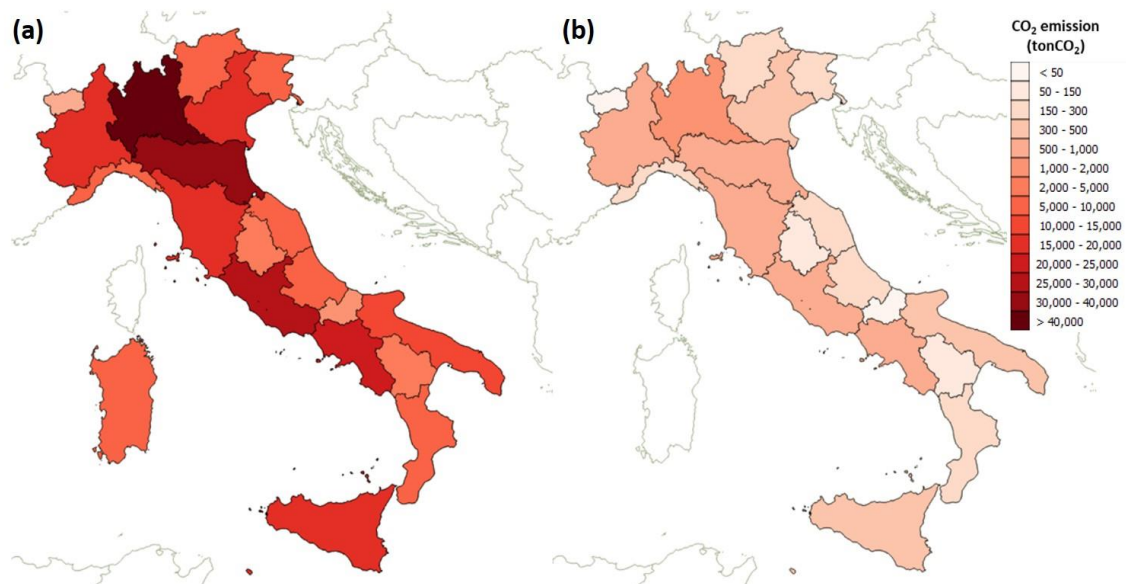 (a)
(b)
CO₂ emission
(tonCO₂)
< 50
50 - 150
150 - 300
300 - 500
500 - 1,000
1,000 - 2,000
2,000 - 5,000
5,000 - 10,000
10,000 - 15,000
15,000 - 20,000
20,000 - 25,000
25,000 - 30,000
30,000 - 40,000
> 40,000